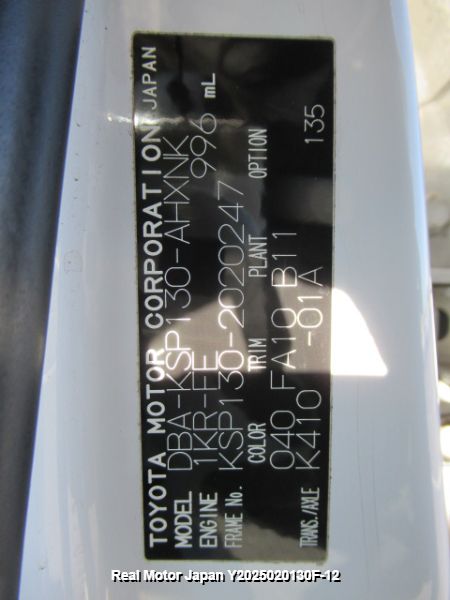 TOYOTA MOTOR CORPORATION JAPAN
MODEL DBA-KSP130-AHXNK
ENGINE 1KR-FE 996 mL
FRAME No. KSP130-2020247
COLOR TRIM PLANT OPTION
040 FA10 B11
TRANS./AXLE K410 -01A 135
Real Motor Japan Y2025020130F-12